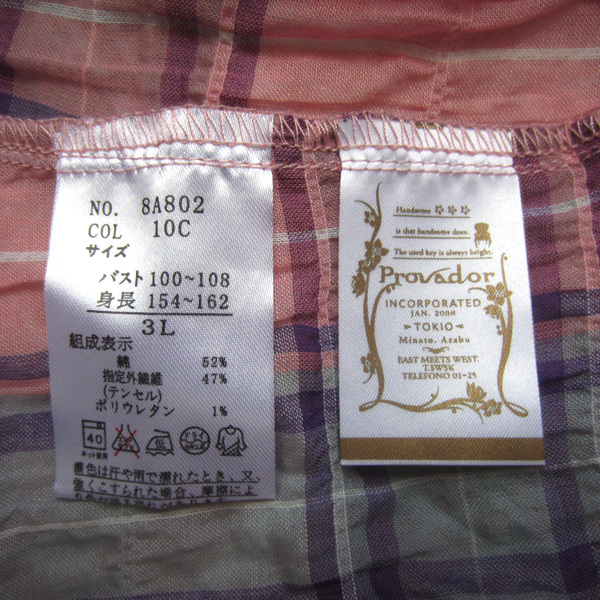 NO. 8A802
COL 10C
サイズ
バスト 100~108
身長 154~162
3L
組成表示
綿 52%
指定外繊維 47%
(テンセル)
ポリウレタン 1%
40
ネット使用
濃色は汗や雨で濡れたとき、又
強くこすられた場合、摩擦によ
Handsome
is that handsome does.
The used key is always bright.
Provador
INCORPORATED
JAN. 2008
TOKIO
Minato, Azabu
EAST MEETS WEST.
T.SWSK
TELEFONO 01-25